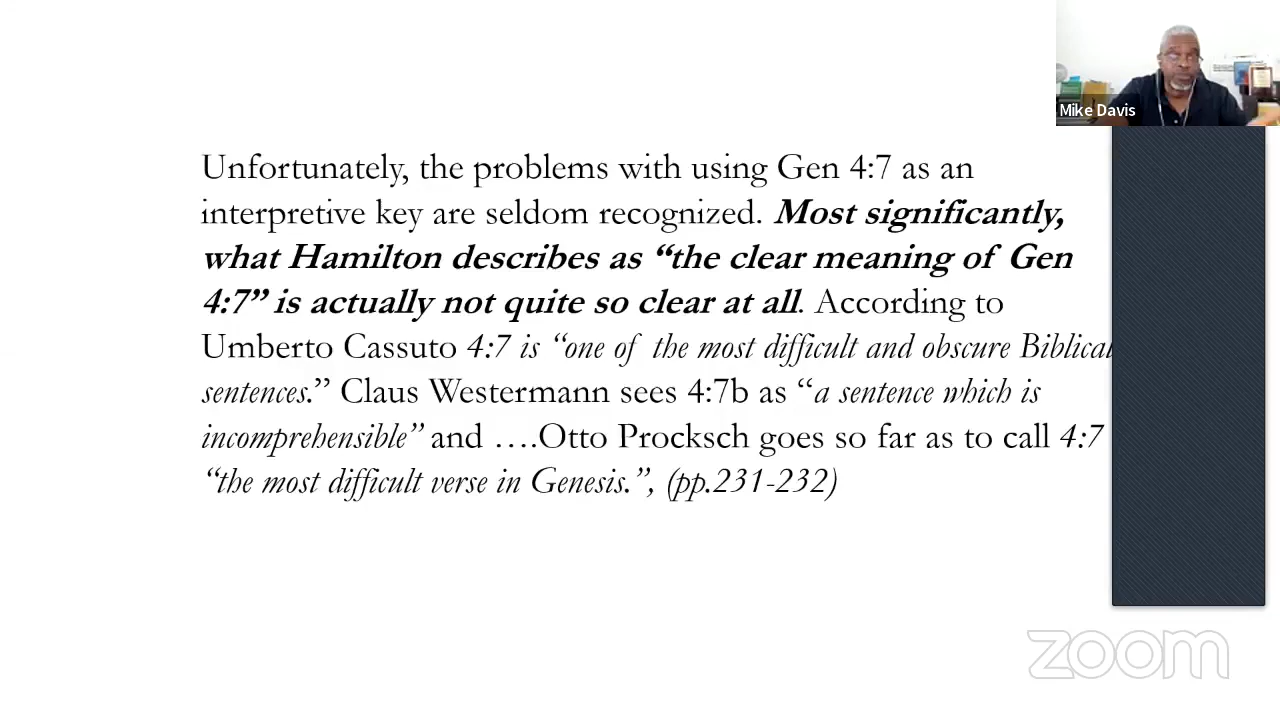 Mike Davis
Unfortunately, the problems with using Gen 4:7 as an
interpretive key are seldom recognized. Most significantly,
what Hamilton describes as “the clear meaning of Gen
4:7” is actually not quite so clear at all. According to
Umberto Cassuto 4:7 is “one of the most difficult and obscure Biblical
sentences.” Claus Westermann sees 4:7b as “a sentence which is
incomprehensible” and ….Otto Procksch goes so far as to call 4:7
“the most difficult verse in Genesis.”, (pp.231-232)
zoom